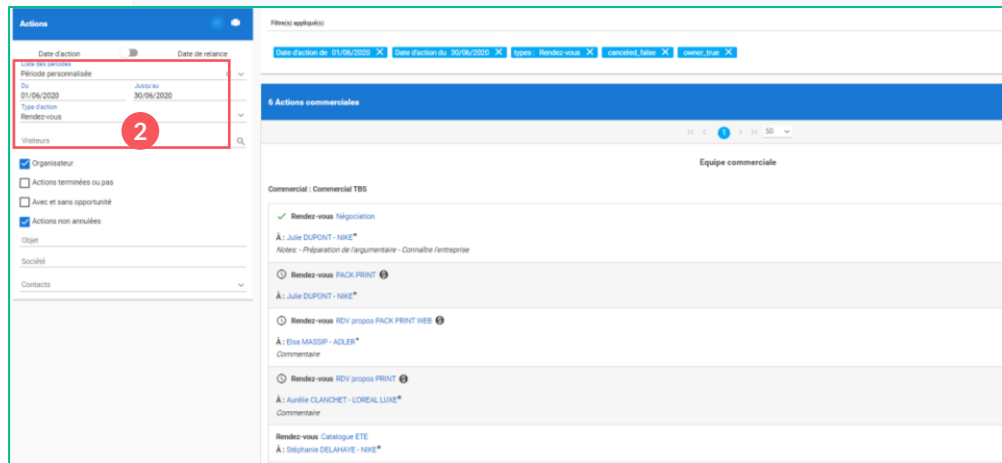 Actions
Date d'action
Date de relance
Liste des périodes
Période personnalisée
Du
Jusqu'au
01/06/2020
30/06/2020
Type d'action
Rendez-vous
2
Visiteurs
Organisateur
Actions terminées ou pas
Avec et sans opportunité
Actions non annulées
Objet
Société
Contacts
Filtre(s) appliqué(s)
Date d'action de 01/06/2020 X Date d'action du 30/06/2020 X types : Rendez-vous X canceled_false X owner_true X
6 Actions commerciales
1
50
Equipe commerciale
Commercial : Commercial TBS
Rendez-vous Négociation
À : Julie DUPONT - NIKE*
Notes: - Préparation de l'argumentaire - Connaître l'entreprise
Rendez-vous PACK PRINT
À : Julie DUPONT - NIKE*
Rendez-vous RDV propos PACK PRINT WEB
À : Elsa MASSIP - ADLER*
Commentaire
Rendez-vous RDV propos PRINT
À : Aurélie CLANCHET - L'OREAL LUXE*
Commentaire
Rendez-vous Catalogue ETE
À : Stéphanie DELAHAYE - NIKE*